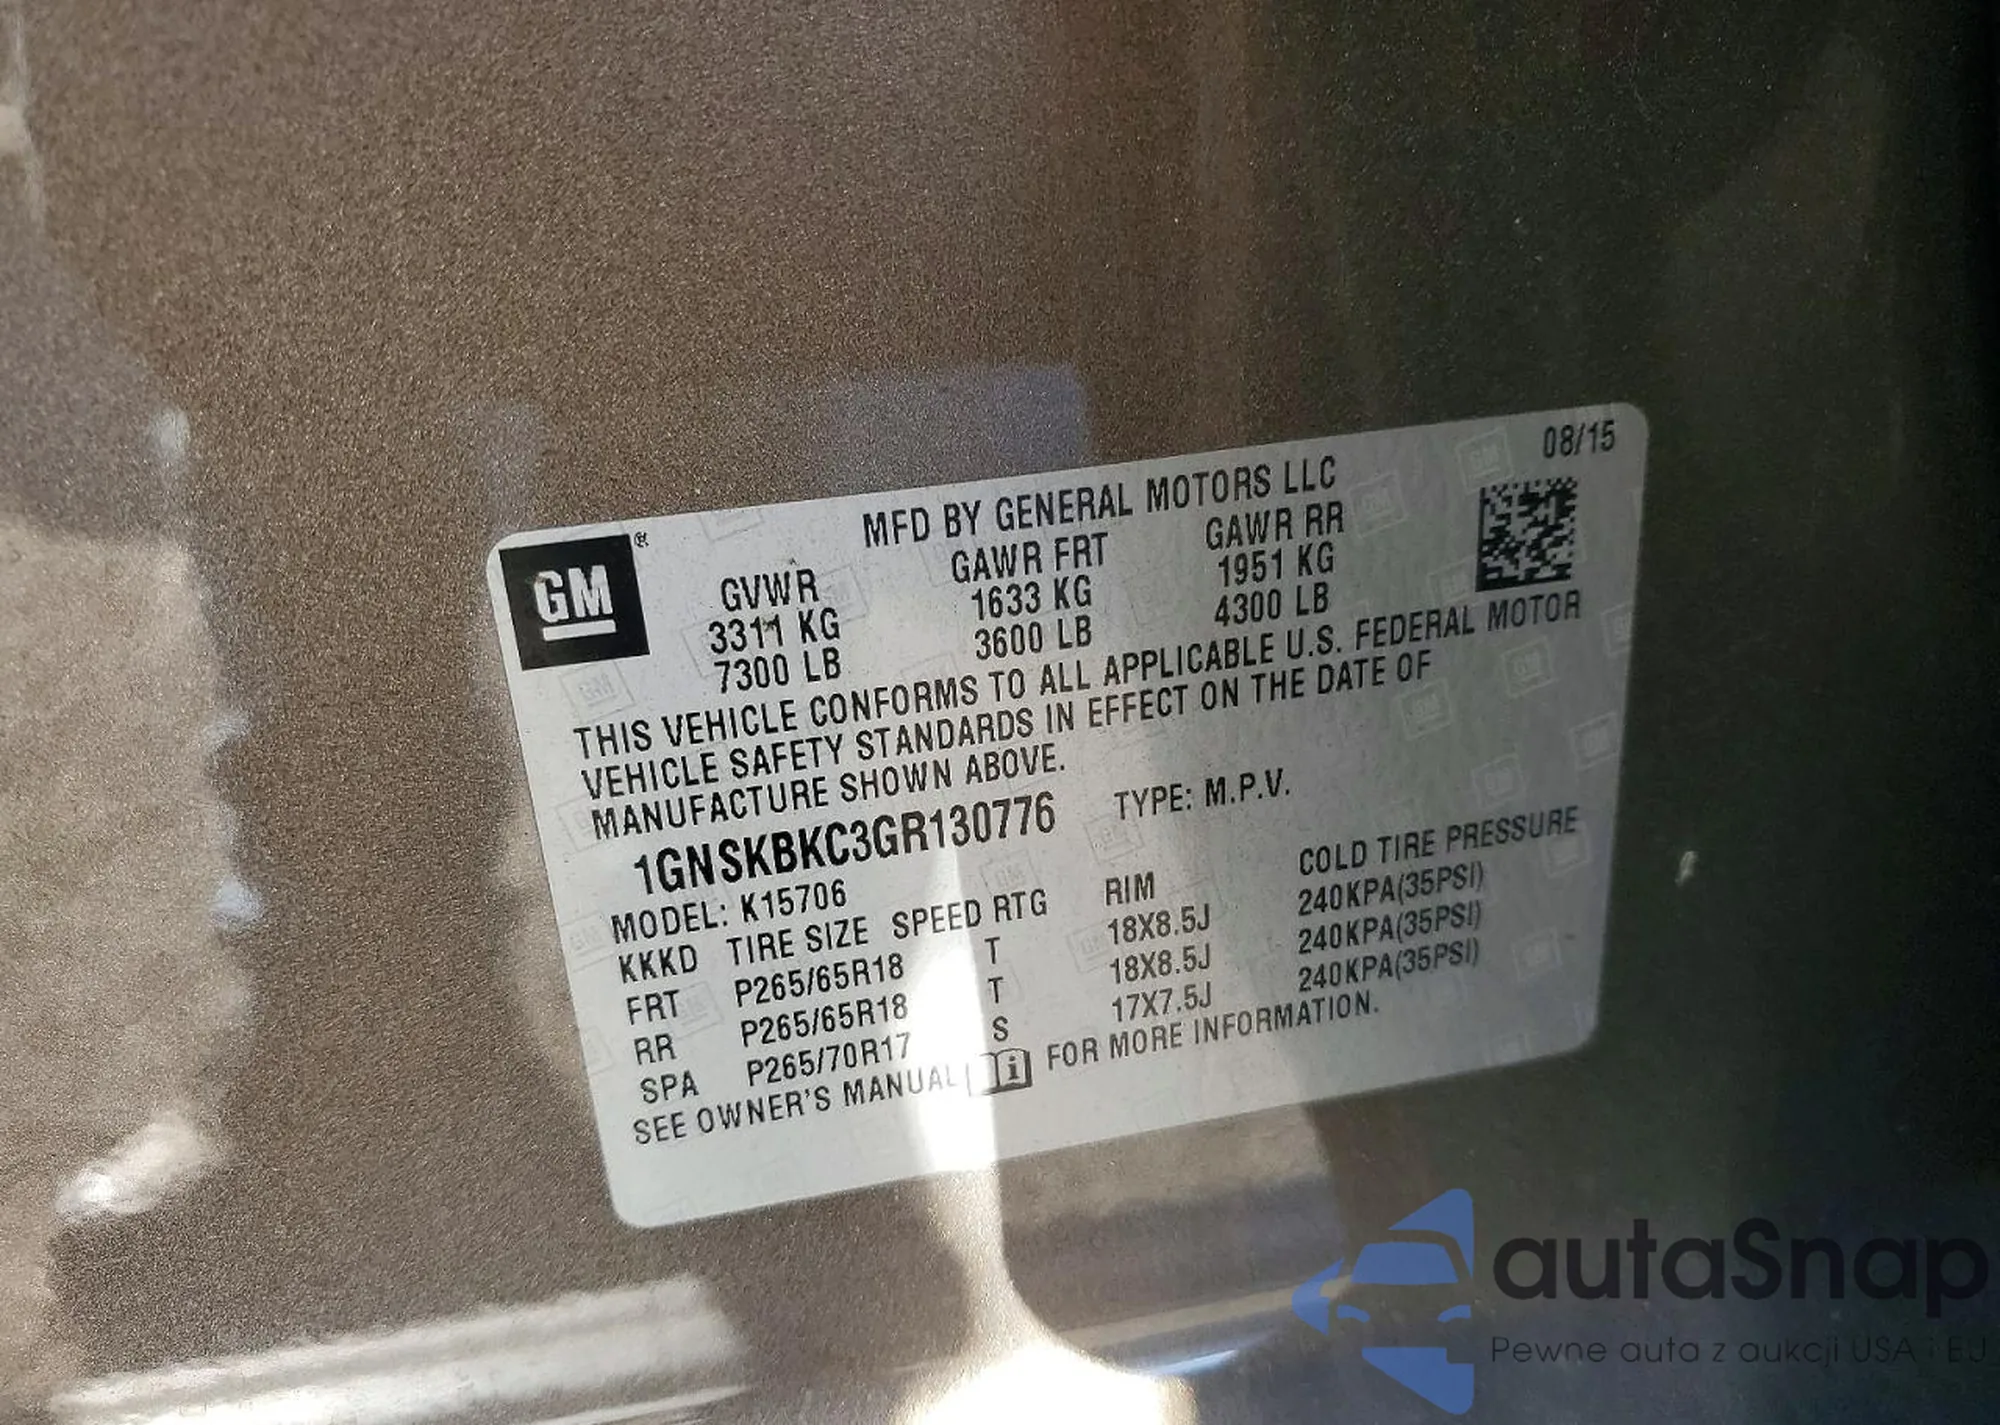 08/15
MFD BY GENERAL MOTORS LLC
GM®
GVWR GAWR FRT GAWR RR
3311 KG 1633 KG 1951 KG
7300 LB 3600 LB 4300 LB
THIS VEHICLE CONFORMS TO ALL APPLICABLE U.S. FEDERAL MOTOR
VEHICLE SAFETY STANDARDS IN EFFECT ON THE DATE OF
MANUFACTURE SHOWN ABOVE.
1GNSKBKC3GR130776 TYPE: M.P.V.
MODEL: K15706
KKKD TIRE SIZE SPEED RTG RIM COLD TIRE PRESSURE
FRT P265/65R18 T 18X8.5J 240KPA(35PSI)
RR P265/65R18 T 18X8.5J 240KPA(35PSI)
SPA P265/70R17 S 17X7.5J 240KPA(35PSI)
SEE OWNER'S MANUAL i FOR MORE INFORMATION.
autaSnap
Pewne auta z aukcji USA i EU